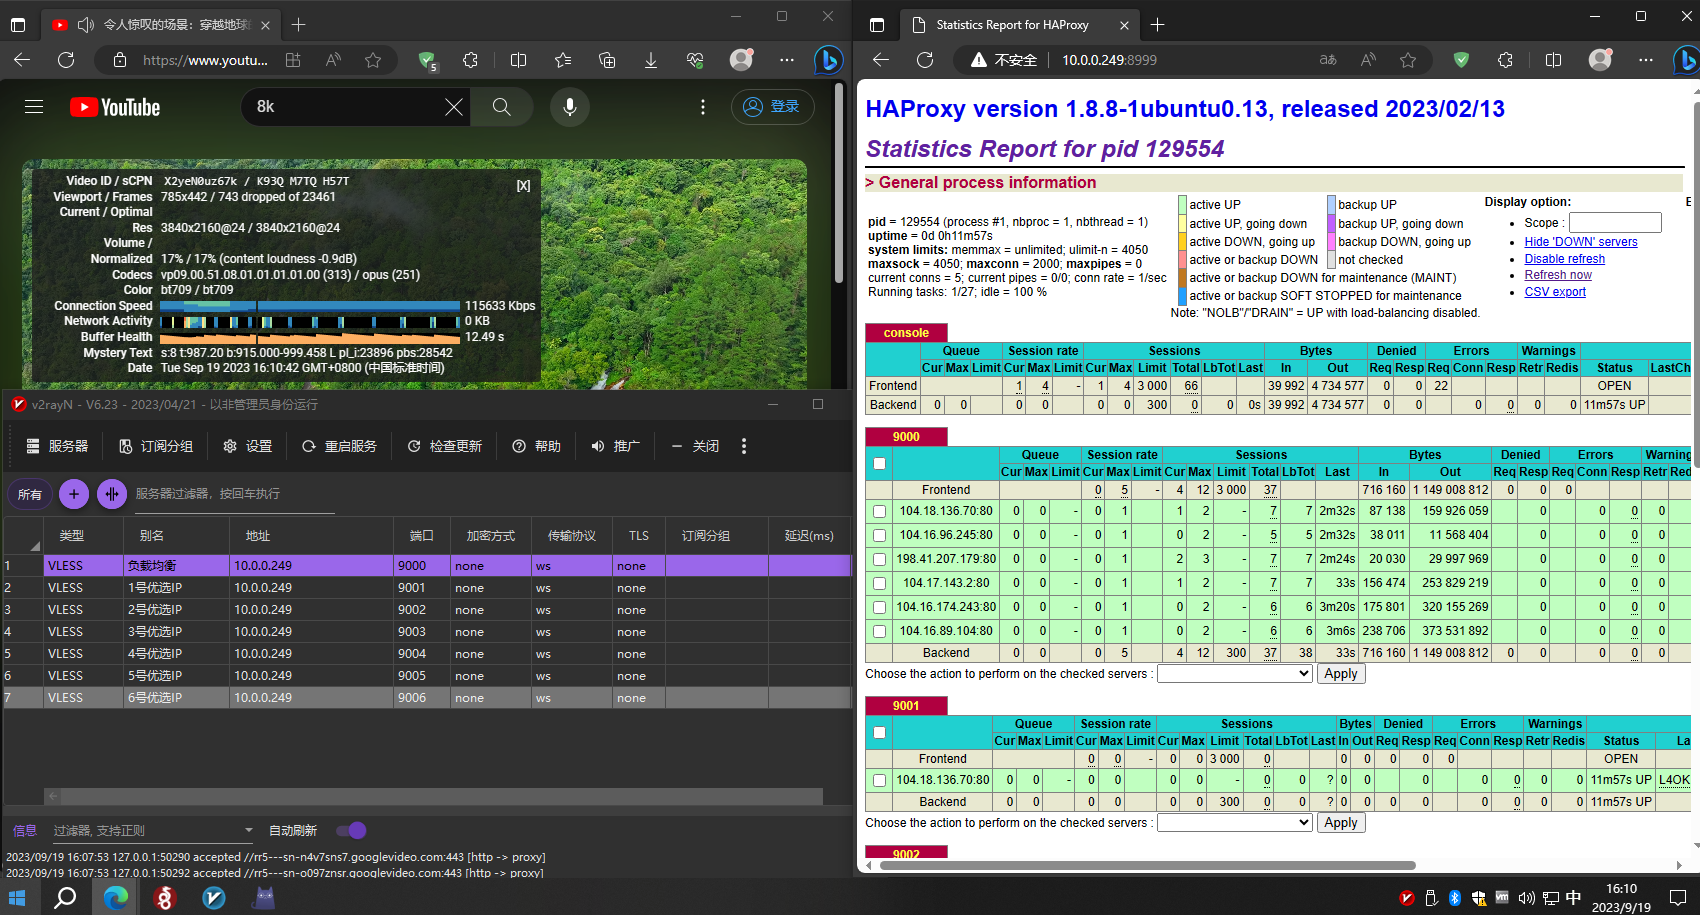 令人惊叹的场景：穿越地球
https://www.youtu...
5
YouTube
8k
登录
Video ID / sCPN X2yeN0uz67k / K93Q M7TQ H57T
[X]
Viewport / Frames 785x442 / 743 dropped of 23461
Current / Optimal
Res 3840x2160@24 / 3840x2160@24
Volume /
Normalized 17% / 17% (content loudness -0.9dB)
Codecs vp09.00.51.08.01.01.01.01.00 (313) / opus (251)
Color bt709 / bt709
Connection Speed 115633 Kbps
Network Activity 0 KB
Buffer Health 12.49 s
Mystery Text s:8 t:987.20 b:915.000-999.458 L pl_i:23896 pbs:28542
Date Tue Sep 19 2023 16:10:42 GMT+0800 (中国标准时间)
v2rayN - V6.23 - 2023/04/21 - 以非管理员身份运行
服务器 订阅分组 设置 重启服务 检查更新 帮助 推广 关闭
所有 服务器过滤器，按回车执行
类型 别名 地址 端口 加密方式 传输协议 TLS 订阅分组 延迟(ms)
1 VLESS 负载均衡 10.0.0.249 9000 none ws none
2 VLESS 1号优选IP 10.0.0.249 9001 none ws none
3 VLESS 2号优选IP 10.0.0.249 9002 none ws none
4 VLESS 3号优选IP 10.0.0.249 9003 none ws none
5 VLESS 4号优选IP 10.0.0.249 9004 none ws none
6 VLESS 5号优选IP 10.0.0.249 9005 none ws none
7 VLESS 6号优选IP 10.0.0.249 9006 none ws none
信息 过滤器, 支持正则 自动刷新
2023/09/19 16:07:53 127.0.0.1:50290 accepted //rr5---sn-n4v7sns7.googlevideo.com:443 [http -> proxy]
2023/09/19 16:07:53 127.0.0.1:50292 accepted //rr5---sn-o097znsr.googlevideo.com:443 [http -> proxy]
Statistics Report for HAProxy
不安全 10.0.0.249:8999
HAProxy version 1.8.8-1ubuntu0.13, released 2023/02/13
Statistics Report for pid 129554
> General process information
pid = 129554 (process #1, nbproc = 1, nbthread = 1)
uptime = 0d 0h11m57s
system limits: memmax = unlimited; ulimit-n = 4050
maxsock = 4050; maxconn = 2000; maxpipes = 0
current conns = 5; current pipes = 0/0; conn rate = 1/sec
Running tasks: 1/27; idle = 100 %
active UP backup UP
active UP, going down backup UP, going down
active DOWN, going up backup DOWN, going up
active or backup DOWN not checked
active or backup DOWN for maintenance (MAINT)
active or backup SOFT STOPPED for maintenance
Note: "NOLB"/"DRAIN" = UP with load-balancing disabled.
Display option:
Scope :
Hide 'DOWN' servers
Disable refresh
Refresh now
CSV export
E
console
Queue Session rate Sessions Bytes Denied Errors Warnings
Cur Max Limit Cur Max Limit Cur Max Limit Total LbTot Last In Out Req Resp Req Conn Resp Retr Redis Status LastCh
Frontend 1 4 - 1 4 3 000 66 39 992 4 734 577 0 0 22 OPEN
Backend 0 0 0 0 0 0 300 0 0 0s 39 992 4 734 577 0 0 0 0 0 0 11m57s UP
9000
Queue Session rate Sessions Bytes Denied Errors Warning
Cur Max Limit Cur Max Limit Cur Max Limit Total LbTot Last In Out Req Resp Req Conn Resp Retr Red
Frontend 0 5 - 4 12 3 000 37 716 160 1 149 008 812 0 0 0
104.18.136.70:80 0 0 - 0 1 1 2 - 7 7 2m32s 87 138 159 926 059 0 0 0 0
104.16.96.245:80 0 0 - 0 1 0 2 - 5 5 2m32s 38 011 11 568 404 0 0 0 0
198.41.207.179:80 0 0 - 0 1 2 3 - 7 7 2m24s 20 030 29 997 969 0 0 0 0
104.17.143.2:80 0 0 - 0 1 1 2 - 7 7 33s 156 474 253 829 219 0 0 0 0
104.16.174.243:80 0 0 - 0 1 0 2 - 6 6 3m20s 175 801 320 155 269 0 0 0 0
104.16.89.104:80 0 0 - 0 1 0 2 - 6 6 3m6s 238 706 373 531 892 0 0 0 0
Backend 0 0 0 5 4 12 300 37 38 33s 716 160 1 149 008 812 0 0 0 0 0
Choose the action to perform on the checked servers : Apply
9001
Queue Session rate Sessions Bytes Denied Errors Warnings
Cur Max Limit Cur Max Limit Cur Max Limit Total LbTot Last In Out Req Resp Req Conn Resp Retr Redis Status La
Frontend 0 0 - 0 0 3 000 0 0 0 0 0 0 OPEN
104.18.136.70:80 0 0 - 0 0 0 0 - 0 0 ? 0 0 0 0 0 0 0 11m57s UP L4OK
Backend 0 0 0 0 0 0 300 0 0 ? 0 0 0 0 0 0 0 0 11m57s UP
Choose the action to perform on the checked servers : Apply
9002
中
16:10
2023/9/19